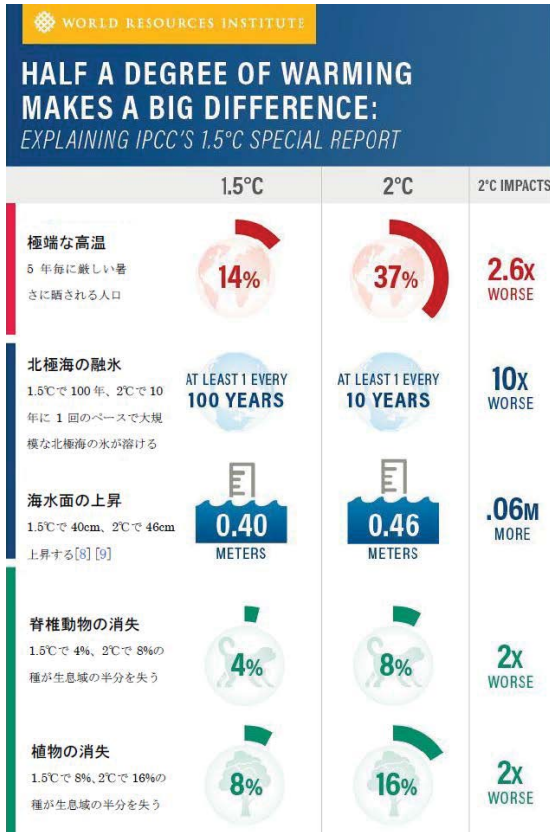 WORLD RESOURCES INSTITUTE
HALF A DEGREE OF WARMING
MAKES A BIG DIFFERENCE:
EXPLAINING IPCC'S 1.5°C SPECIAL REPORT
1.5°C
2°C
2°C IMPACTS
極端な高温
5 年毎に厳しい暑
さに晒される人口
14%
37%
2.6X
WORSE
北極海の融氷
1.5℃で 100 年、2℃で 10
年に 1 回のペースで大規
模な北極海の氷が溶ける
AT LEAST 1 EVERY
100 YEARS
AT LEAST 1 EVERY
10 YEARS
10X
WORSE
海水面の上昇
1.5℃で 40cm、2℃で 46cm
上昇する[8] [9]
0.40
METERS
0.46
METERS
.06M
MORE
脊椎動物の消失
1.5℃で 4%、2℃で 8%の
種が生息域の半分を失う
4%
8%
2X
WORSE
植物の消失
1.5℃で 8%、2℃で 16%の
種が生息域の半分を失う
8%
16%
2X
WORSE